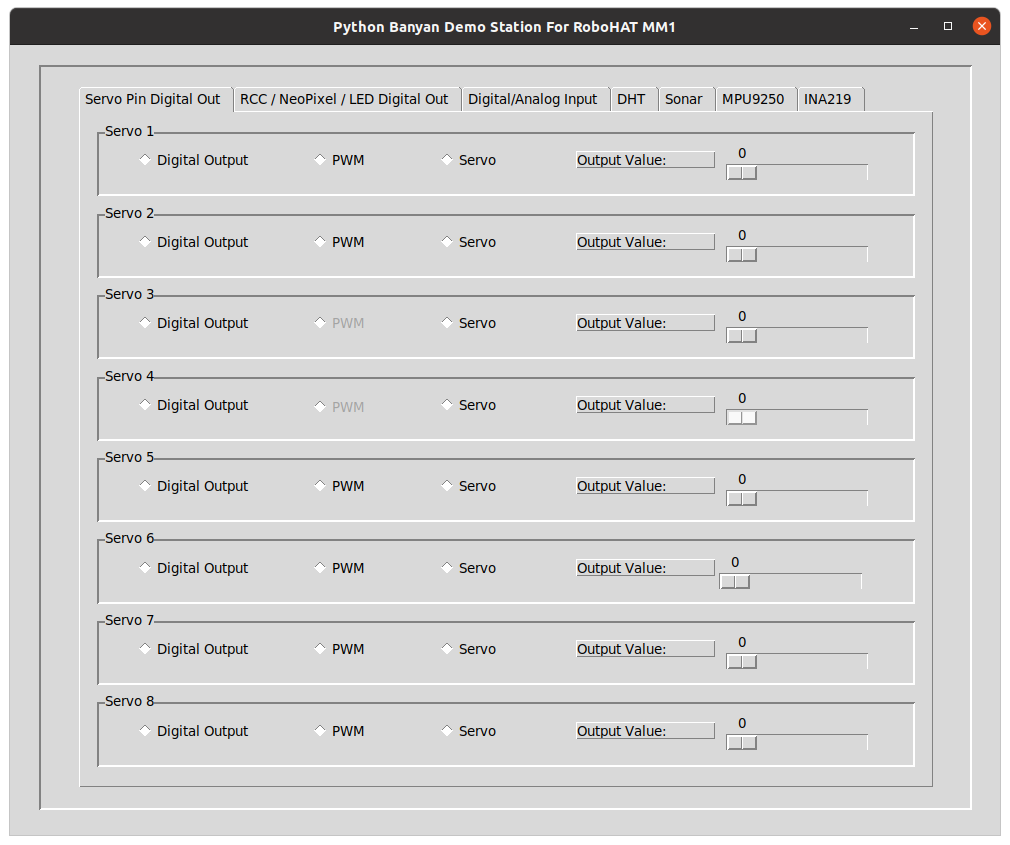 Python Banyan Demo Station For RoboHAT MM1
Servo Pin Digital Out RCC / NeoPixel / LED Digital Out Digital/Analog Input DHT Sonar MPU9250 INA219
Servo 1
0
Digital Output PWM Servo Output Value:
Servo 2
0
Digital Output PWM Servo Output Value:
Servo 3
0
Digital Output PWM Servo Output Value:
Servo 4
0
Digital Output PWM Servo Output Value:
Servo 5
0
Digital Output PWM Servo Output Value:
Servo 6
0
Digital Output PWM Servo Output Value:
Servo 7
0
Digital Output PWM Servo Output Value:
Servo 8
0
Digital Output PWM Servo Output Value: